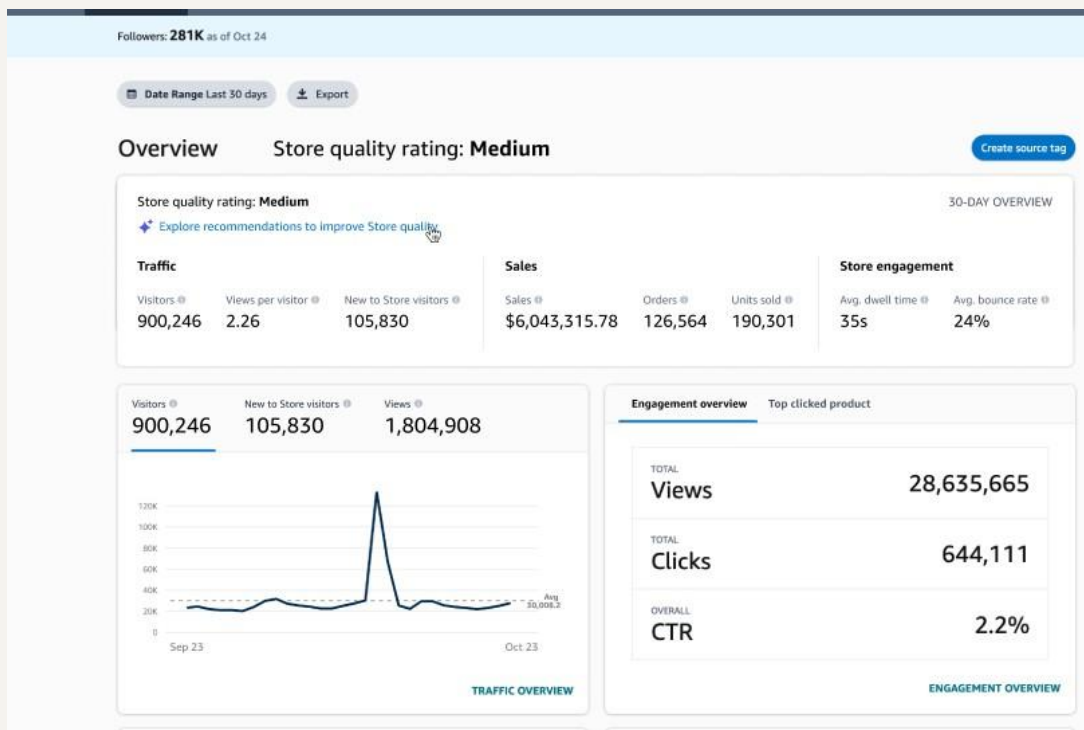 Followers: 281K as of Oct 24
Date Range Last 30 days
Export
Overview
Store quality rating: Medium
Create source tag
Store quality rating: Medium
30-DAY OVERVIEW
Explore recommendations to improve Store quality
Traffic
Sales
Store engagement
Visitors
Views per visitor
New to Store visitors
Sales
Orders
Units sold
Avg. dwell time
Avg. bounce rate
900,246
2.26
105,830
$6,043,315.78
126,564
190,301
35s
24%
Visitors
New to Store visitors
Views
900,246
105,830
1,804,908
120K
100K
80K
60K
40K
20K
0
Avg
30,008.2
Sep 23
Oct 23
TRAFFIC OVERVIEW
Engagement overview
Top clicked product
TOTAL
Views
28,635,665
TOTAL
Clicks
644,111
OVERALL
CTR
2.2%
ENGAGEMENT OVERVIEW